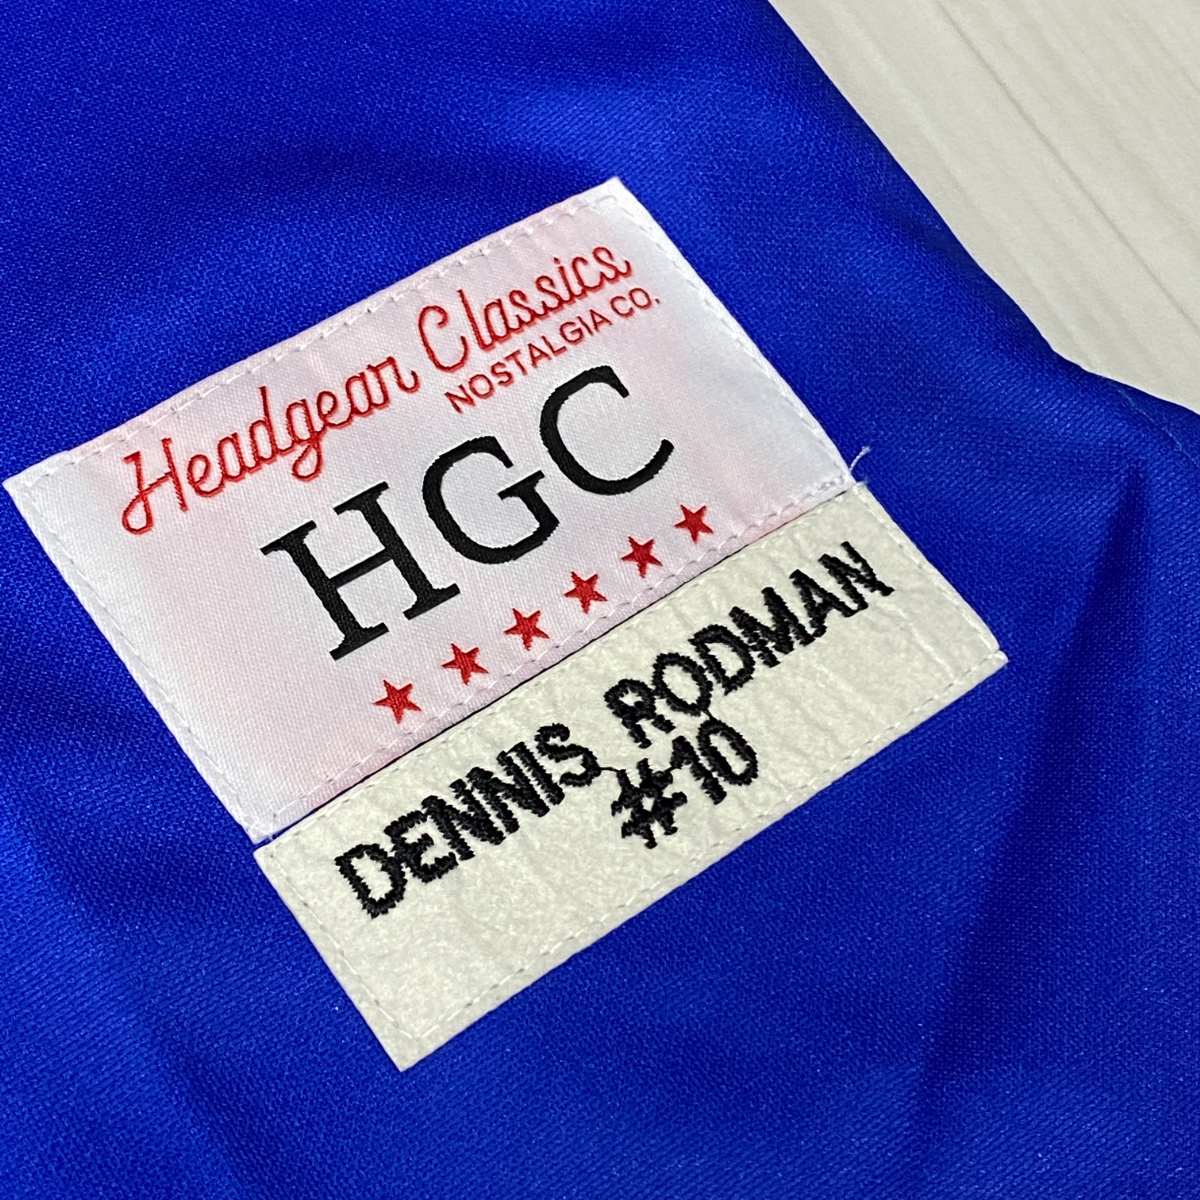 Headgear Classics
NOSTALGIA CO.
HGC
DENNIS RODMAN
#10